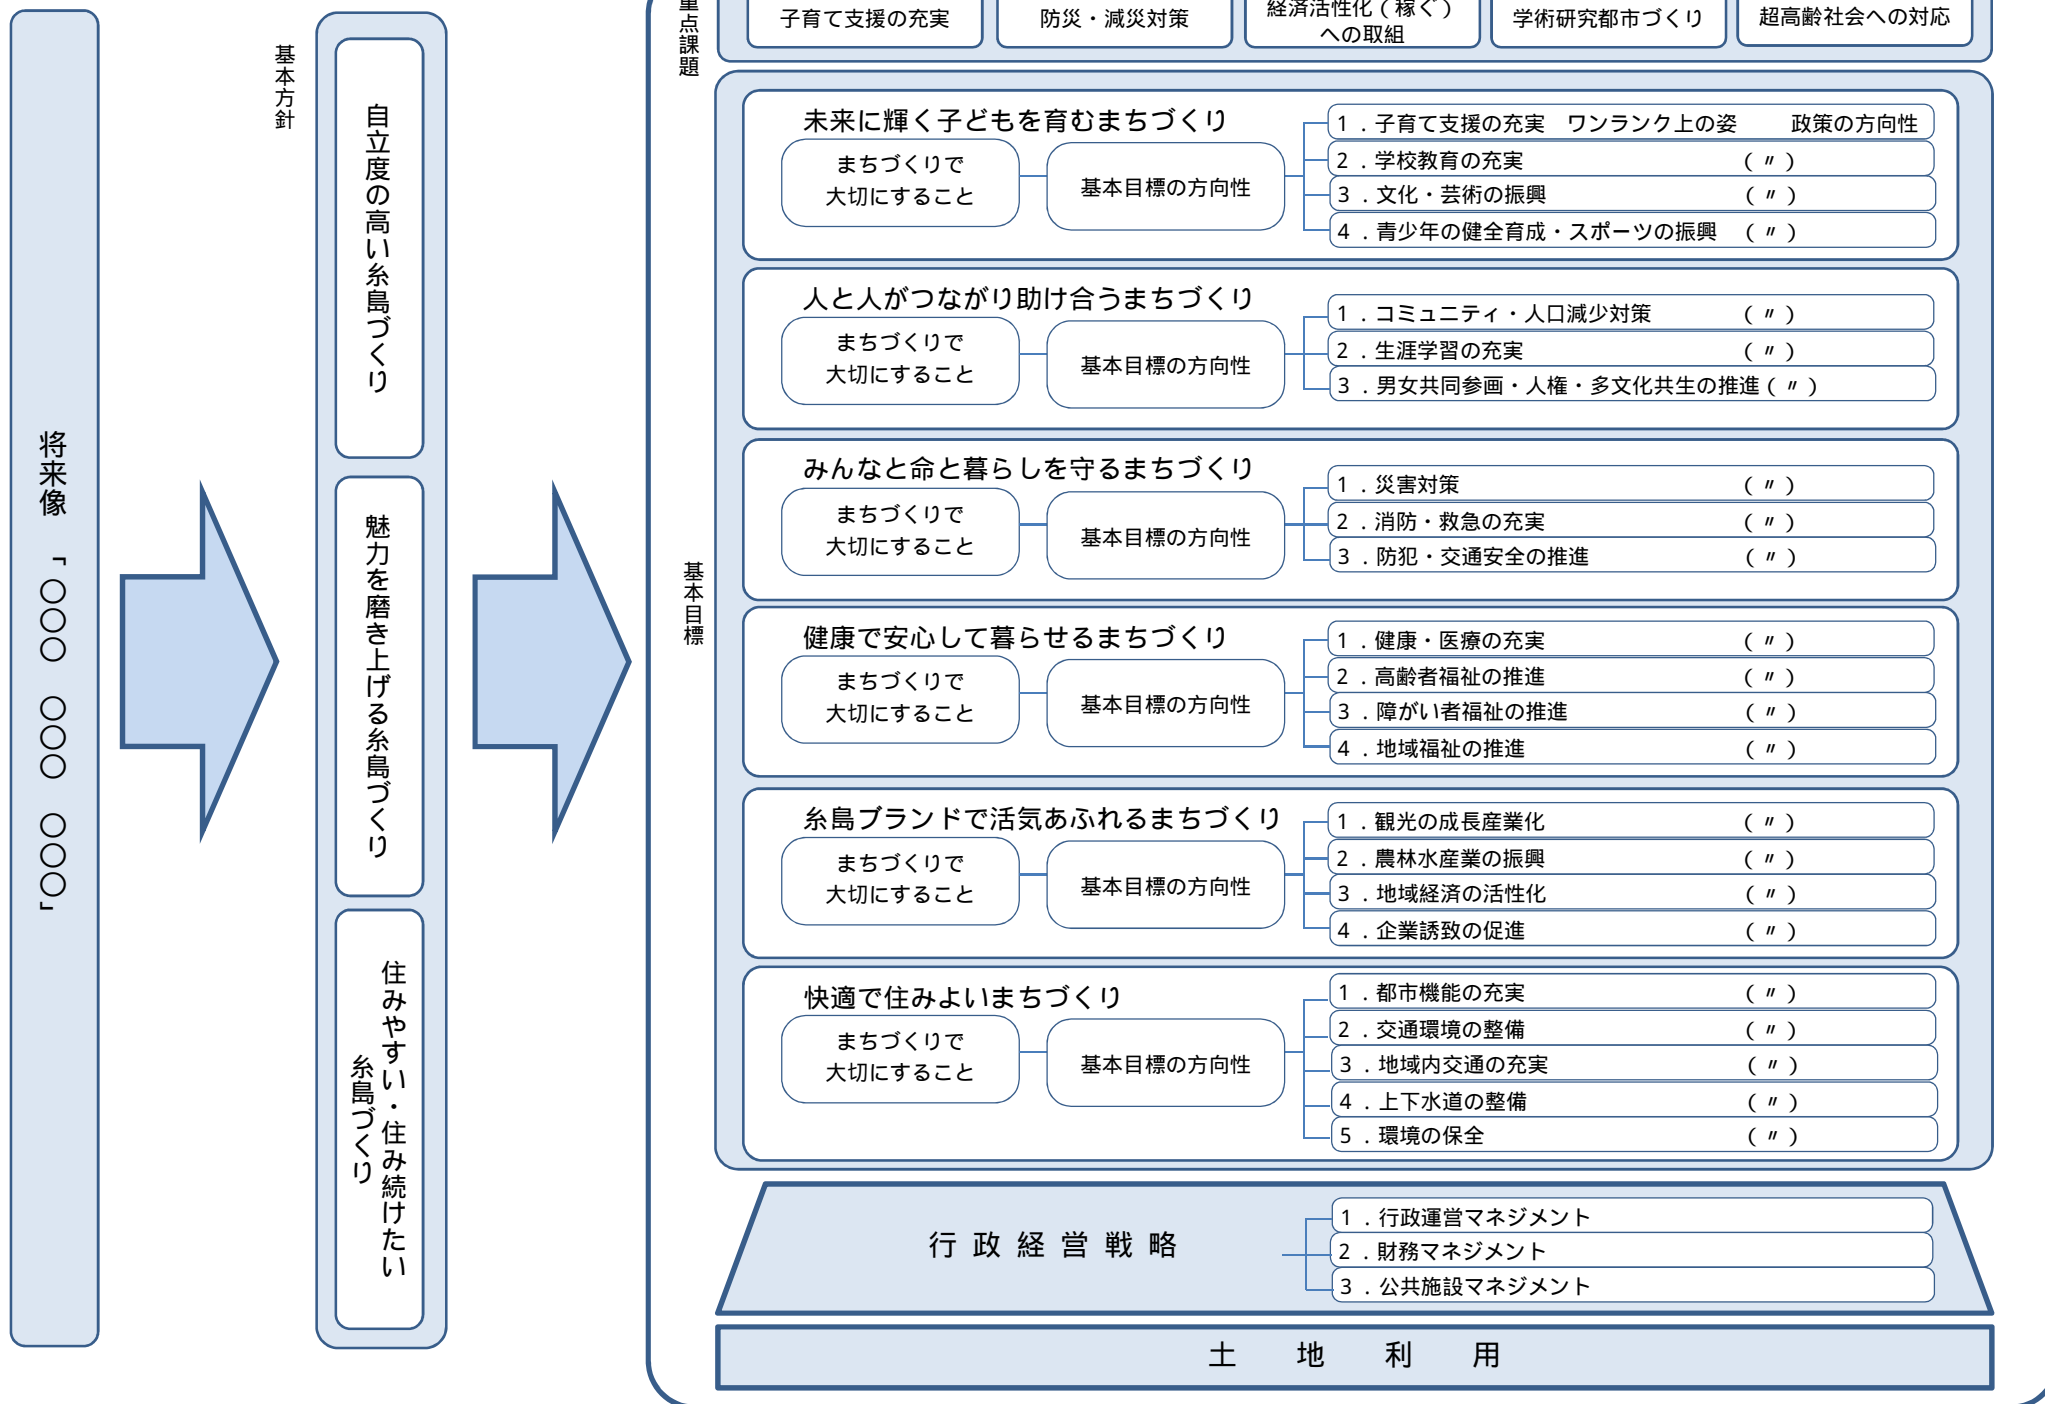 将来像 「〇〇〇 〇〇〇 〇〇〇」
基本方針
自立度の高い糸島づくり
魅力を磨き上げる糸島づくり
住みやすい・住み続けたい
糸島づくり
重点課題
子育て支援の充実
防災・減災対策
経済活性化(稼ぐ)
への取組
学術研究都市づくり
超高齢社会への対応
基本目標
未来に輝く子どもを育むまちづくり
まちづくりで
大切にすること
基本目標の方向性
1.子育て支援の充実 ワンランク上の姿 政策の方向性
2.学校教育の充実 (〃)
3.文化・芸術の振興 (〃)
4.青少年の健全育成・スポーツの振興 (〃)
人と人がつながり助け合うまちづくり
まちづくりで
大切にすること
基本目標の方向性
1.コミュニティ・人口減少対策 (〃)
2.生涯学習の充実 (〃)
3.男女共同参画・人権・多文化共生の推進(〃)
みんなと命と暮らしを守るまちづくり
まちづくりで
大切にすること
基本目標の方向性
1.災害対策 (〃)
2.消防・救急の充実 (〃)
3.防犯・交通安全の推進 (〃)
健康で安心して暮らせるまちづくり
まちづくりで
大切にすること
基本目標の方向性
1.健康・医療の充実 (〃)
2.高齢者福祉の推進 (〃)
3.障がい者福祉の推進 (〃)
4.地域福祉の推進 (〃)
糸島ブランドで活気あふれるまちづくり
まちづくりで
大切にすること
基本目標の方向性
1.観光の成長産業化 (〃)
2.農林水産業の振興 (〃)
3.地域経済の活性化 (〃)
4.企業誘致の促進 (〃)
快適で住みよいまちづくり
まちづくりで
大切にすること
基本目標の方向性
1.都市機能の充実 (〃)
2.交通環境の整備 (〃)
3.地域内交通の充実 (〃)
4.上下水道の整備 (〃)
5.環境の保全 (〃)
行政経営戦略
1.行政運営マネジメント
2.財務マネジメント
3.公共施設マネジメント
土地利用